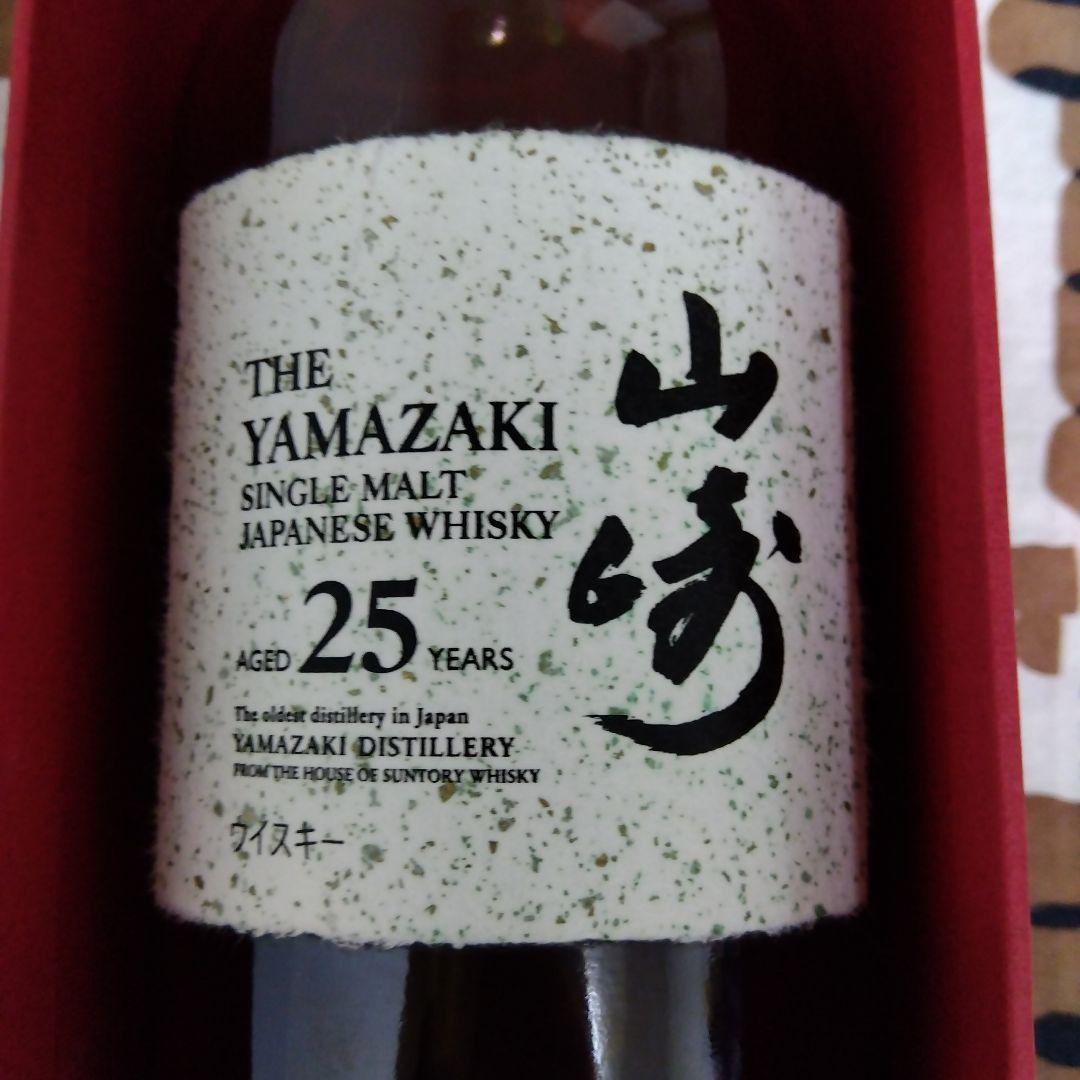 THE
YAMAZAKI
SINGLE MALT
JAPANESE WHISKY
AGED 25 YEARS
The oldest distillery in Japan
YAMAZAKI DISTILLERY
FROM THE HOUSE OF SUNTORY WHISKY
ウイスキー
山崎